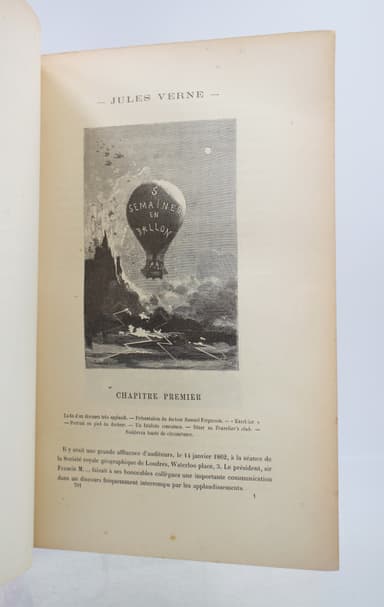 — JULES VERNE —
5
SEMAINES
EN
BALLON
CHAPITRE PREMIER
La fin d'un discours très applaudi. — Présentation du docteur Samuel Fergusson. — « Excelsior »
— Portrait en pied du docteur. — Un fataliste convaincu. — Dîner au Traveller's club. —
Nombreux toasts de circonstance.
Il y avait une grande affluence d'auditeurs, le 14 janvier 1862, à la séance de
la Société royale géographique de Londres, Waterloo place, 3. Le président, sir
Francis M..., faisait à ses honorables collègues une importante communication
dans un discours fréquemment interrompu par les applaudissements.
1